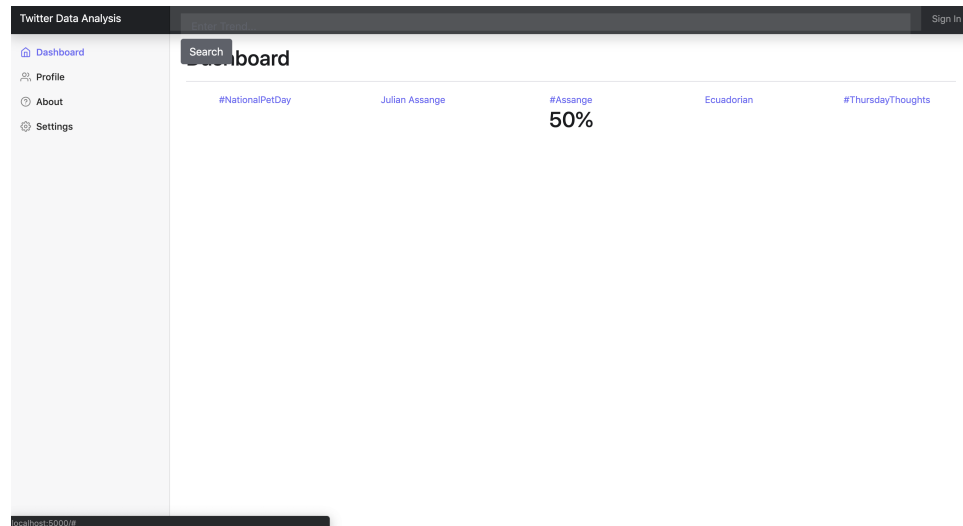 Twitter Data Analysis
Enter Trend..
Sign In
Dashboard
Profile
About
Settings
Search
Dashboard
#NationalPetDay Julian Assange #Assange Ecuadorian #ThursdayThoughts
50%
localhost:5000/#